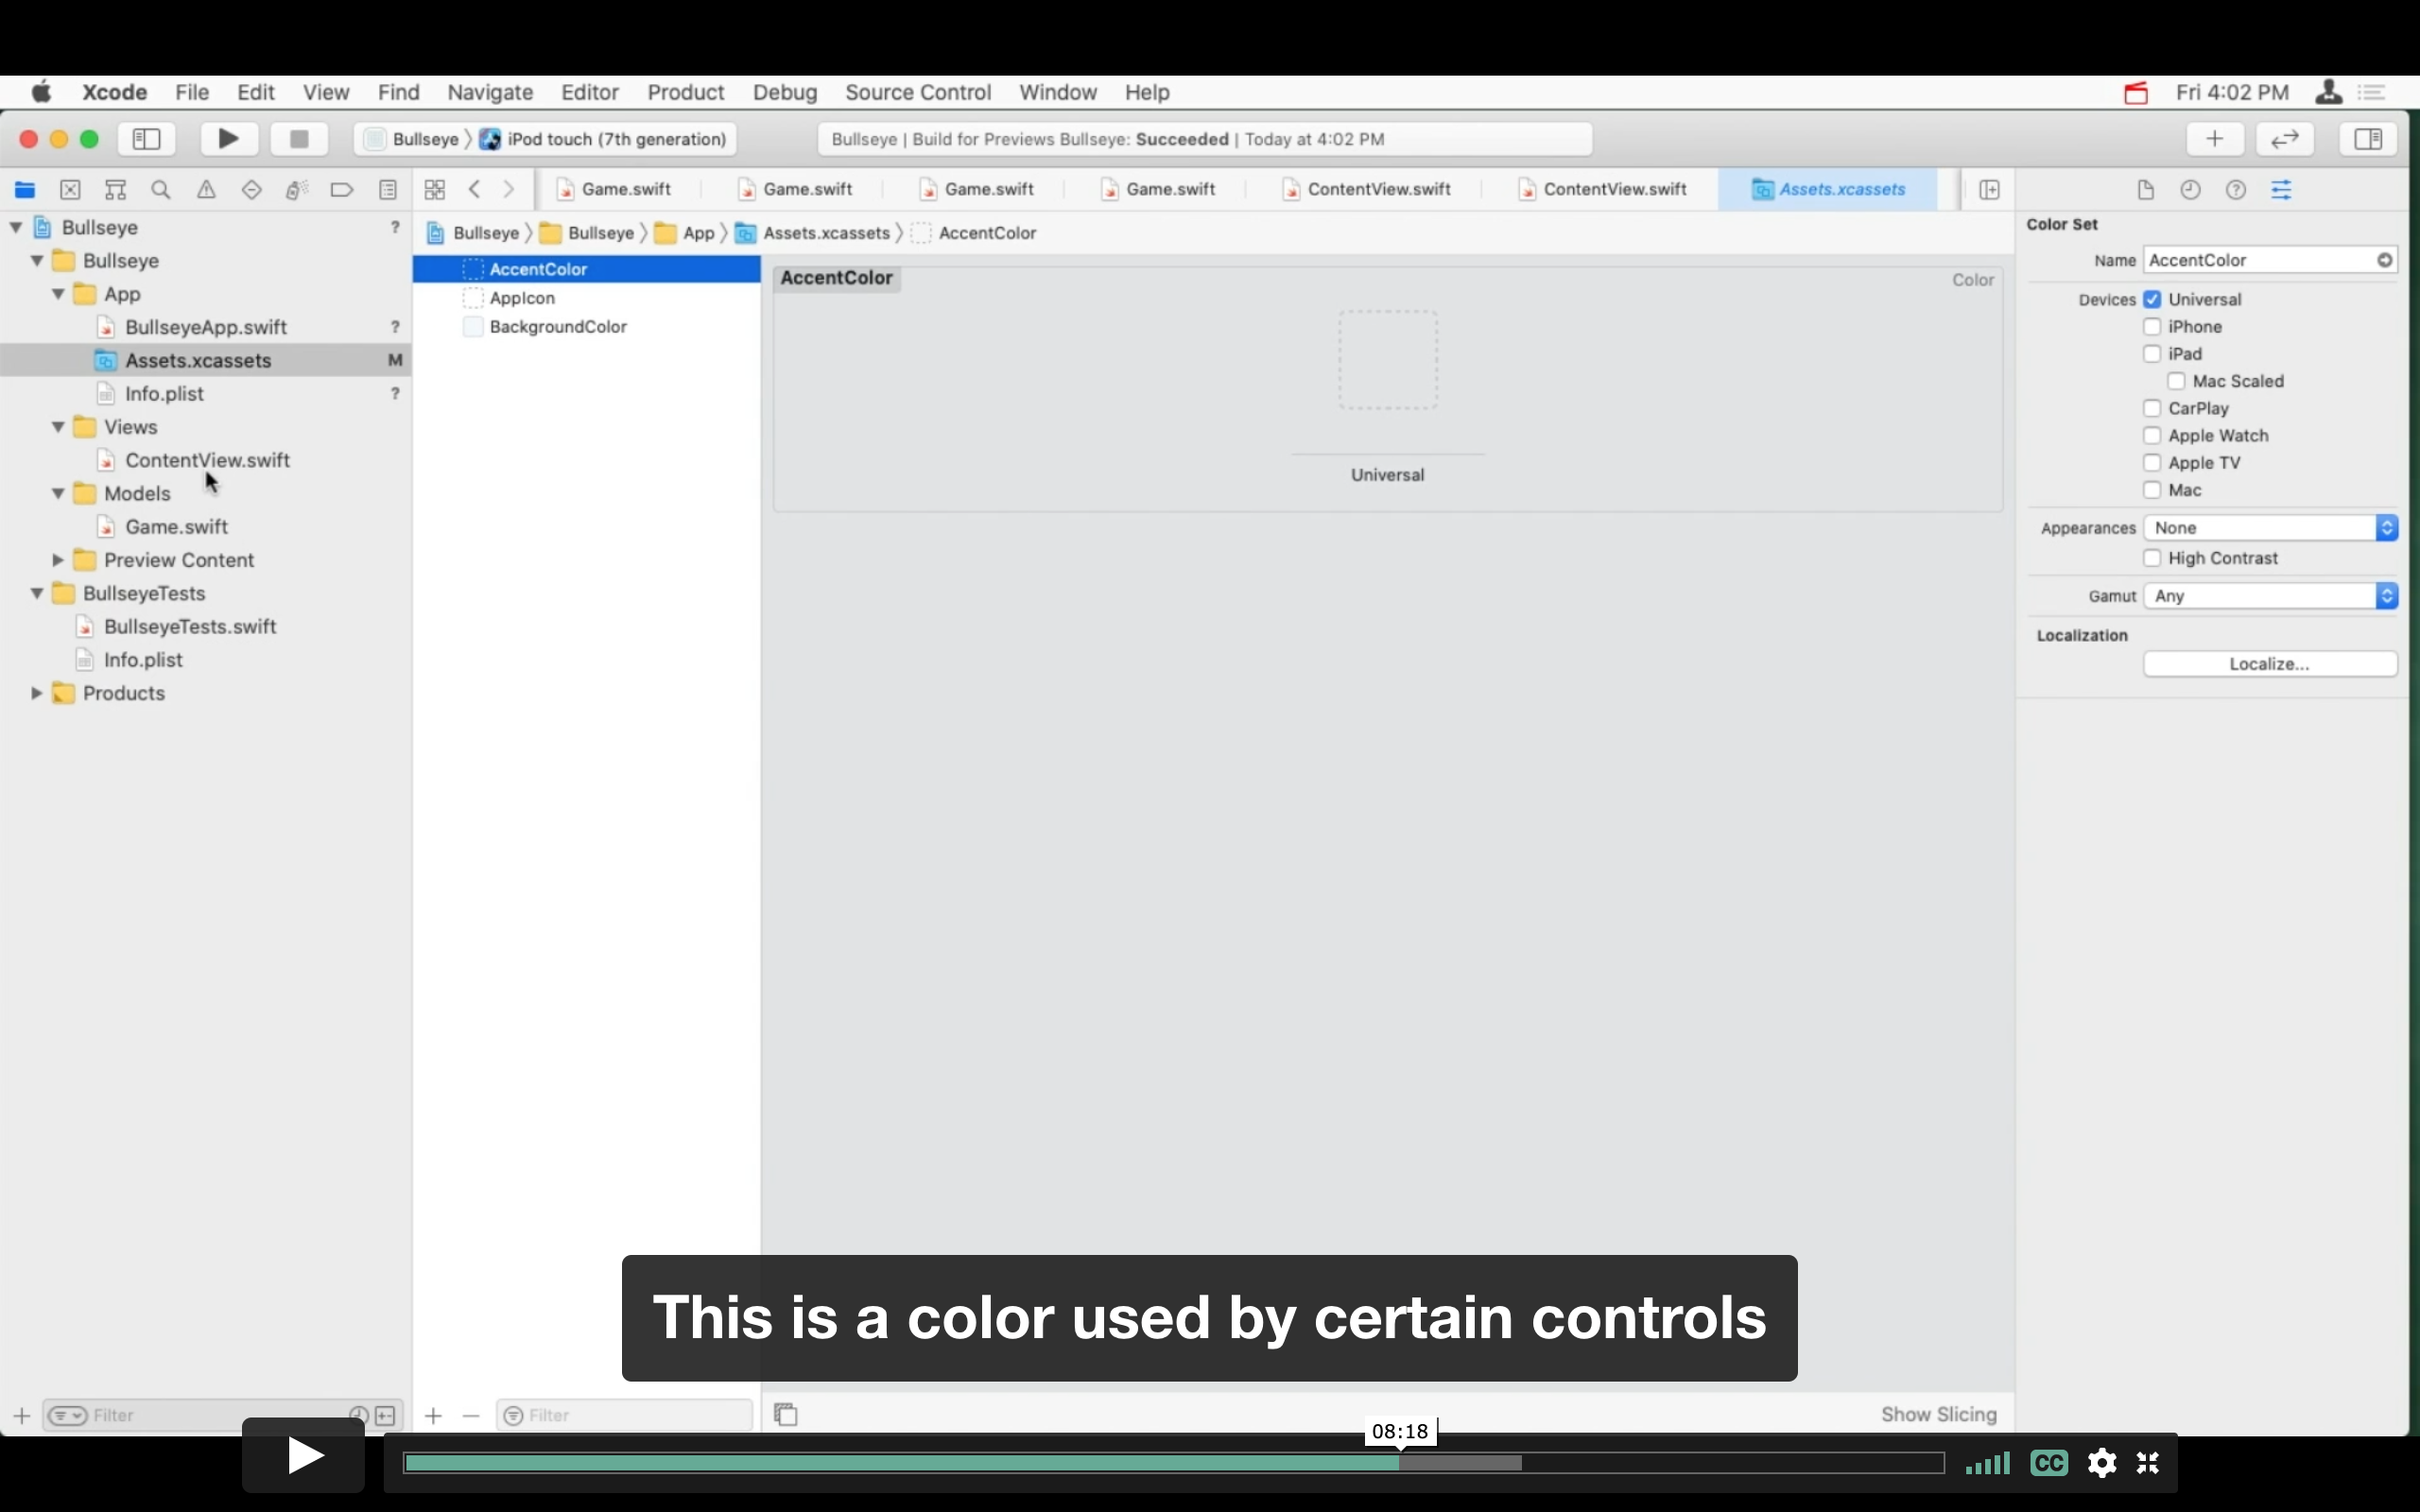 Xcode File Edit View Find Navigate Editor Product Debug Source Control Window Help Fri 4:02 PM
Bullseye 〉 iPod touch (7th generation) Bullseye | Build for Previews Bullseye: Succeeded | Today at 4:02 PM
Game.swift Game.swift Game.swift Game.swift ContentView.swift ContentView.swift Assets.xcassets
Bullseye 〉 Bullseye 〉 App 〉 Assets.xcassets 〉 AccentColor
Bullseye ?
Bullseye
App
BullseyeApp.swift ?
Assets.xcassets M
Info.plist ?
Views
ContentView.swift
Models
Game.swift
Preview Content
BullseyeTests
BullseyeTests.swift
Info.plist
Products
Filter
AccentColor
AppIcon
BackgroundColor
Filter
AccentColor Color
Universal
Show Slicing
Color Set
Name AccentColor
Devices Universal
iPhone
iPad
Mac Scaled
CarPlay
Apple Watch
Apple TV
Mac
Appearances None
High Contrast
Gamut Any
Localization
Localize...
This is a color used by certain controls
08:18
CC